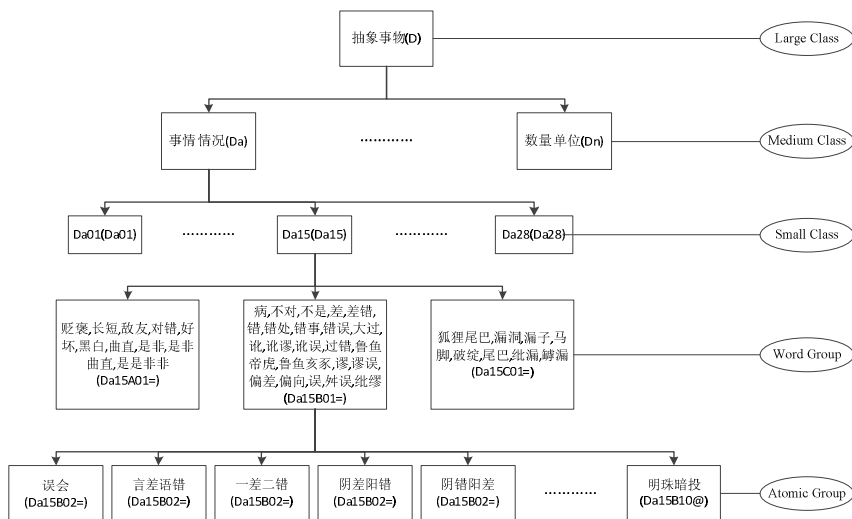 抽象事物(D)
Large Class
事情情况(Da)
…………
数量单位(Dn)
Medium Class
Da01(Da01)
…………
Da15(Da15)
…………
Da28(Da28)
Small Class
贬褒,长短,敌友,对错,好
坏,黑白,曲直,是非,是非
曲直,是是非非
(Da15A01=)
病,不对,不是,差,差错,
错,错处,错事,错误,大过,
讹,讹谬,讹误,过错,鲁鱼
帝虎,鲁鱼亥豕,谬,谬误,
偏差,偏向,误,舛误,纰缪
(Da15B01=)
狐狸尾巴,漏洞,漏子,马
脚,破绽,尾巴,纰漏,罅漏
(Da15C01=)
Word Group
误会
(Da15B02=)
言差语错
(Da15B02=)
一差二错
(Da15B02=)
阴差阳错
(Da15B02=)
阴错阳差
(Da15B02=)
…………
明珠暗投
(Da15B10@)
Atomic Group